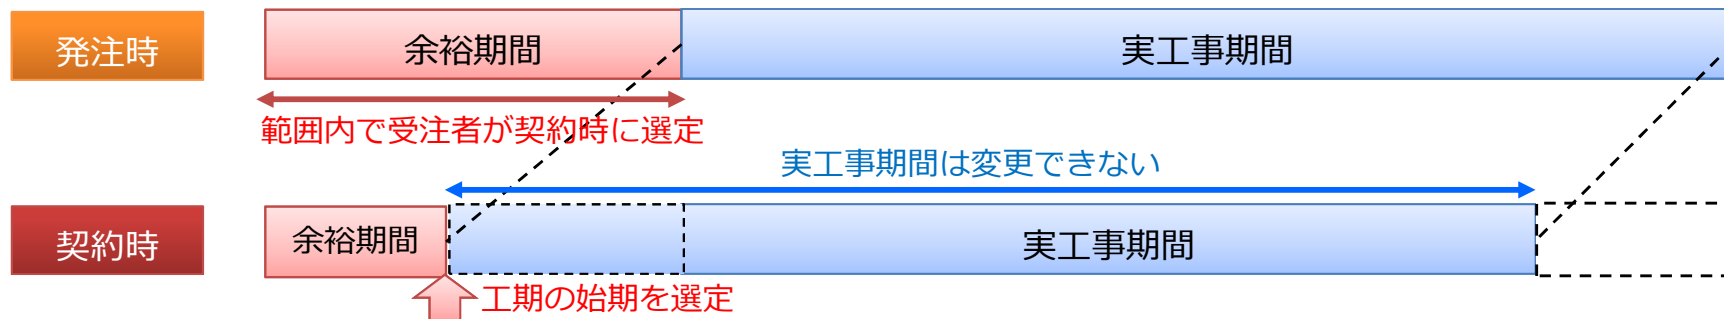 発注時
余裕期間
実工事期間
範囲内で受注者が契約時に選定
実工事期間は変更できない
契約時
余裕期間
実工事期間
工期の始期を選定